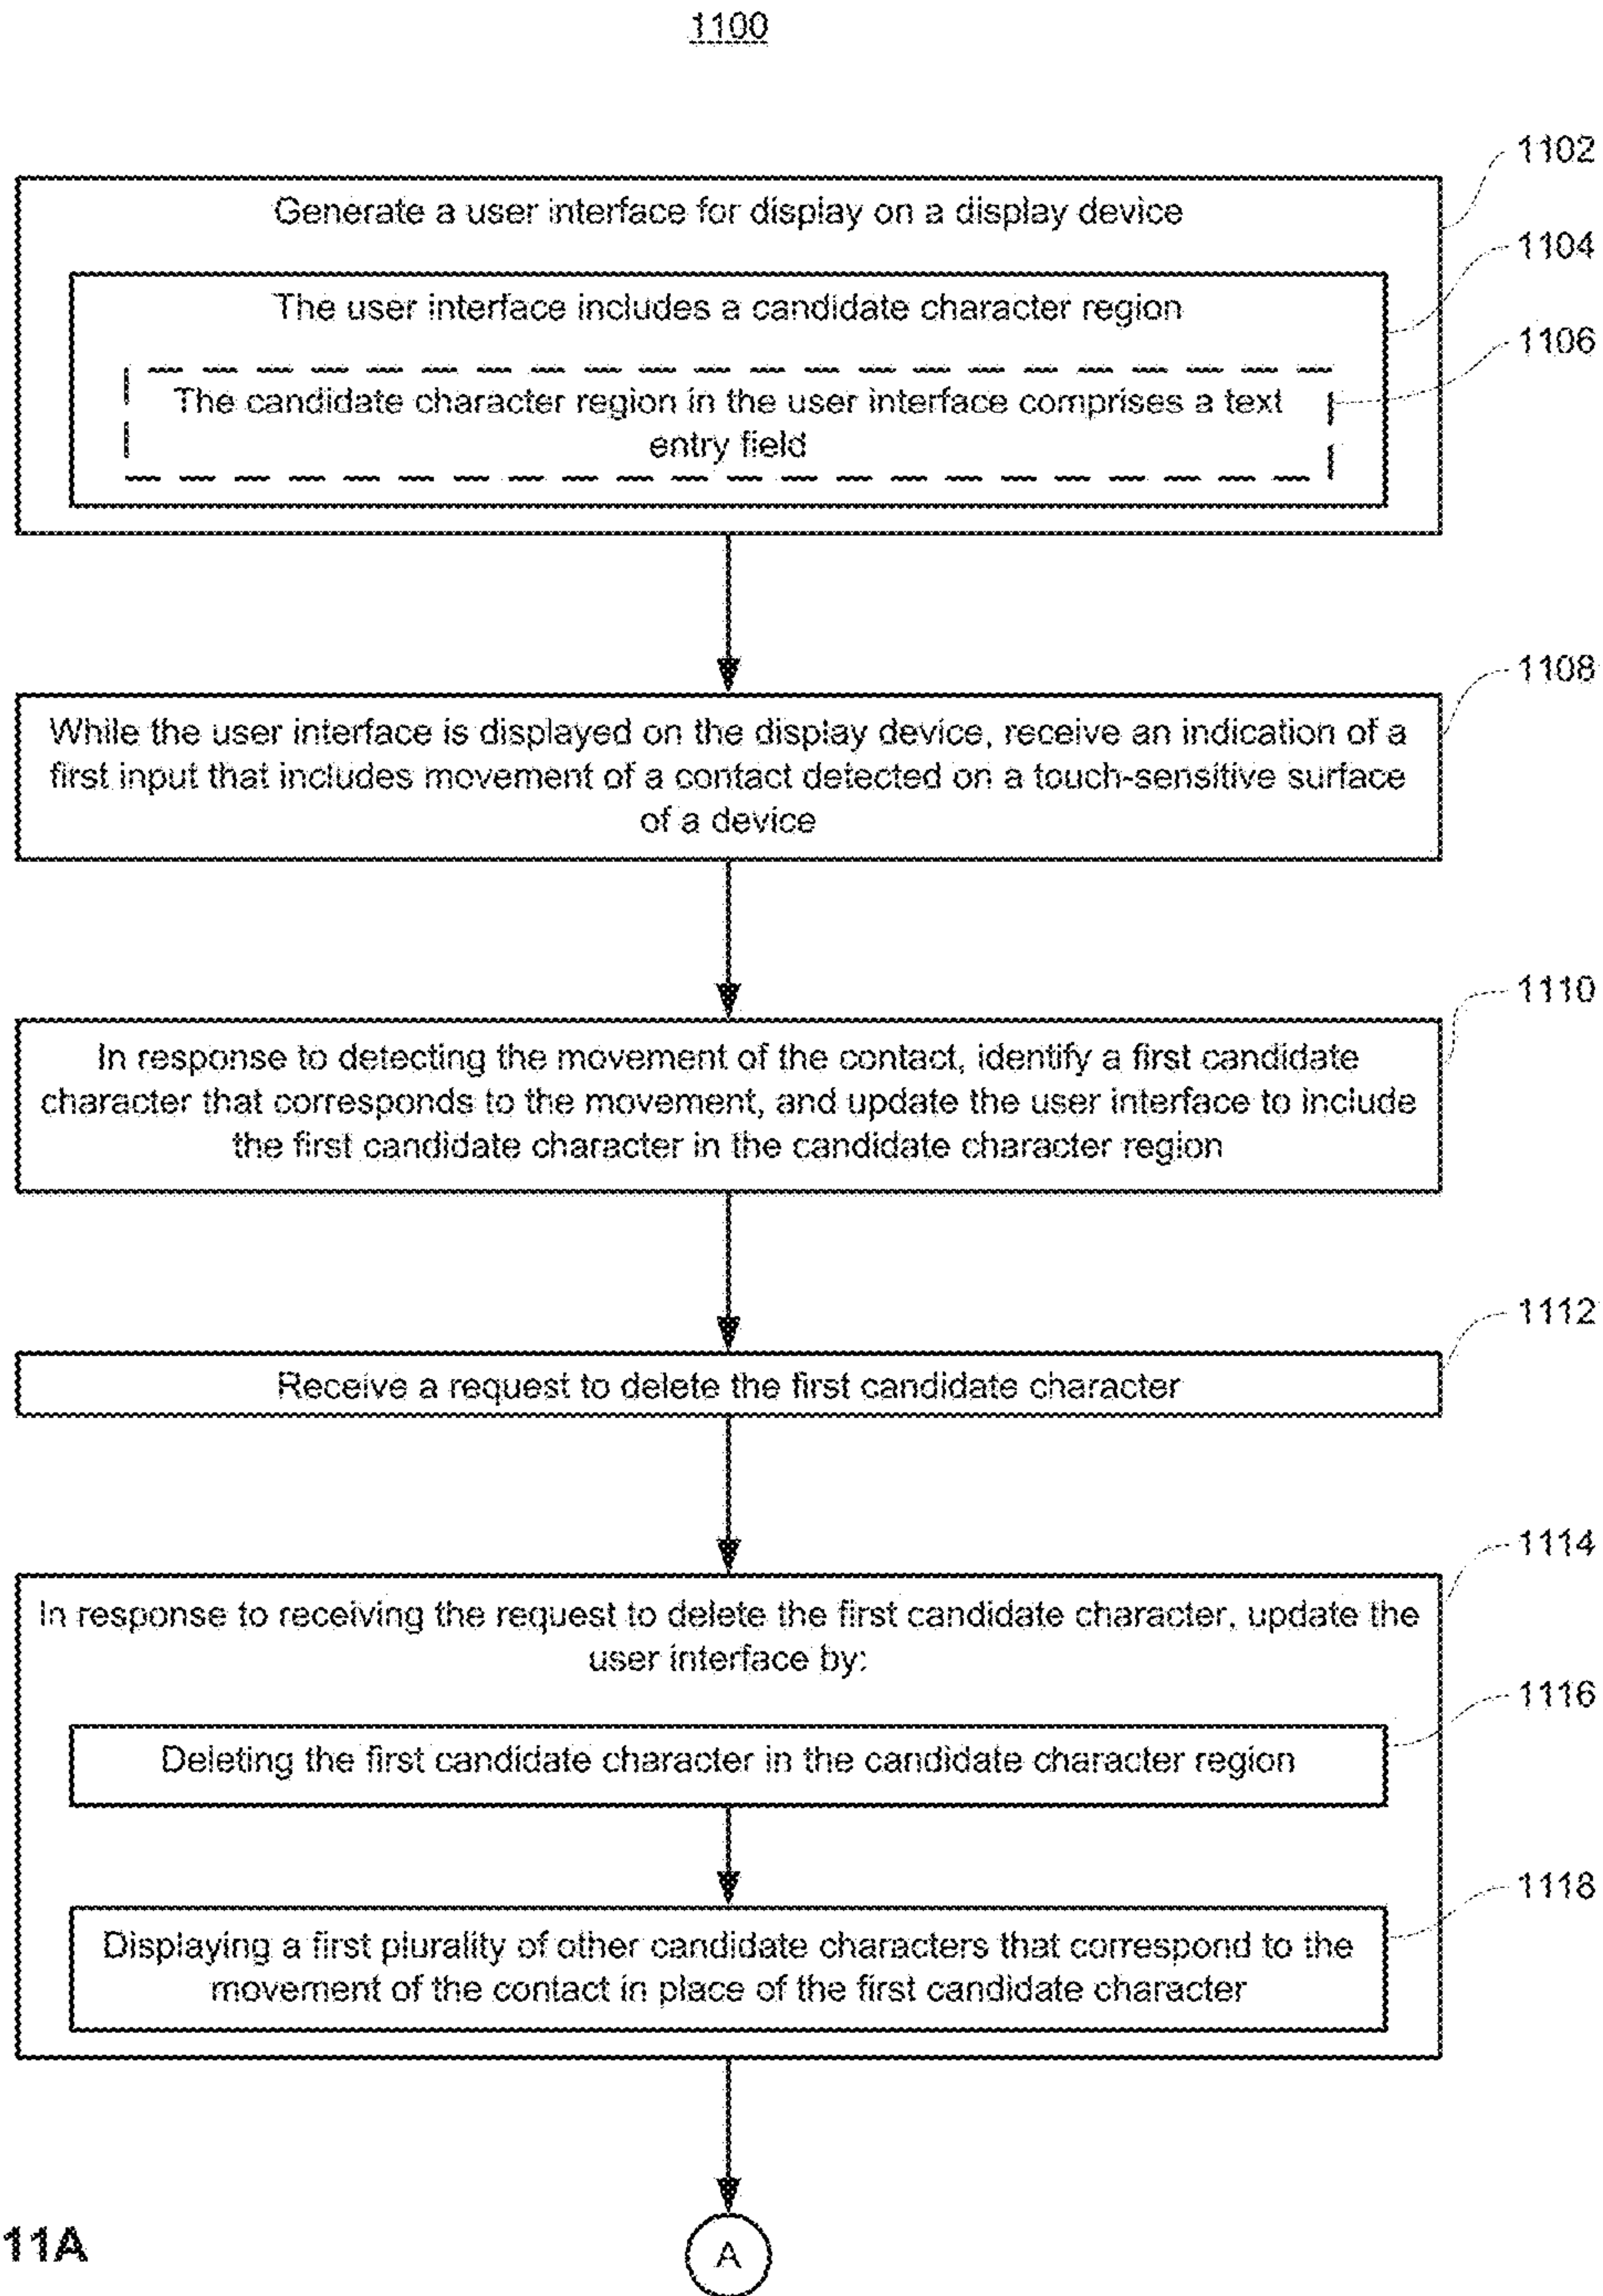 1100
1102
Generate a user interface for display on a display device
1104
The user interface includes a candidate character region
1106
The candidate character region in the user interface comprises a text
entry field
1108
While the user interface is displayed on the display device, receive an indication of a
first input that includes movement of a contact detected on a touch-sensitive surface
of a device
1110
In response to detecting the movement of the contact, identify a first candidate
character that corresponds to the movement, and update the user interface to include
the first candidate character in the candidate character region
1112
Receive a request to delete the first candidate character
1114
In response to receiving the request to delete the first candidate character, update the
user interface by:
1116
Deleting the first candidate character in the candidate character region
1118
Displaying a first plurality of other candidate characters that correspond to the
movement of the contact in place of the first candidate character
11A
A